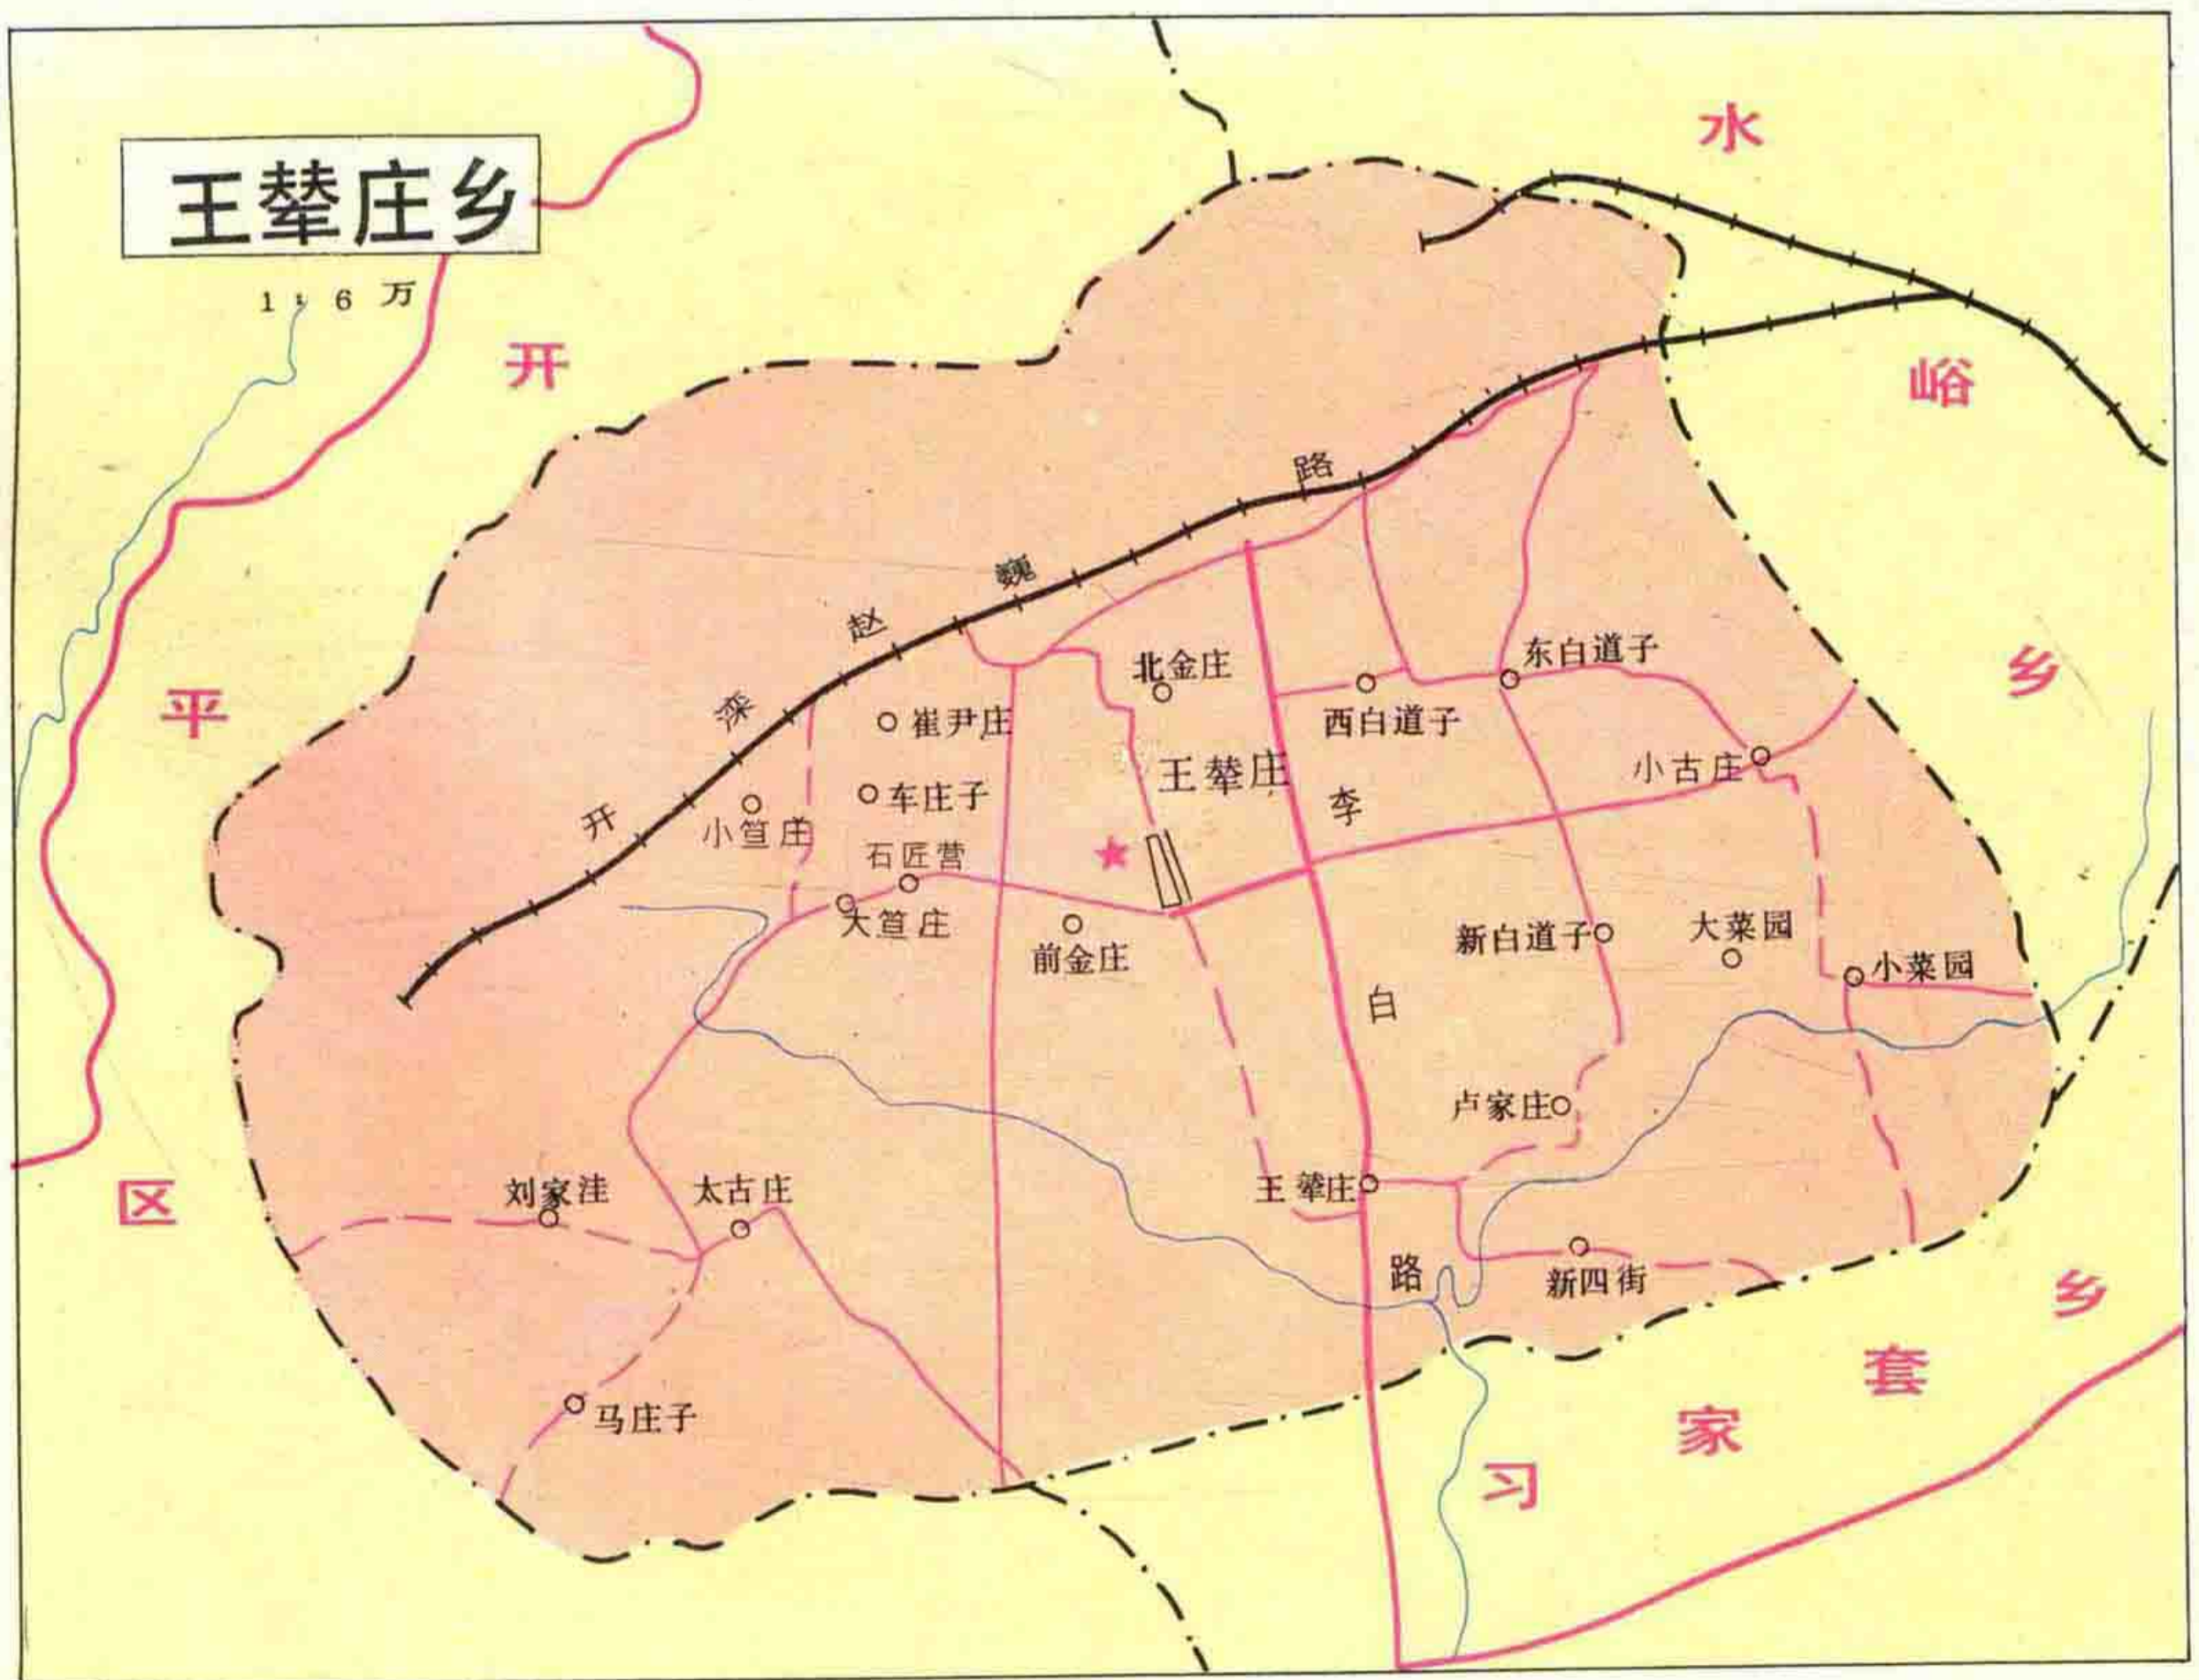 王辇庄乡
1:6万
水峪乡
开平区
习家套乡
开滦赵巍路
李白路
北金庄
东白道子
崔尹庄
西白道子
王辇庄
小古庄
车庄子
小笪庄
石匠营
大笪庄
前金庄
新白道子
大菜园
小菜园
卢家庄
刘家洼
太古庄
王辇庄
新四街
马庄子